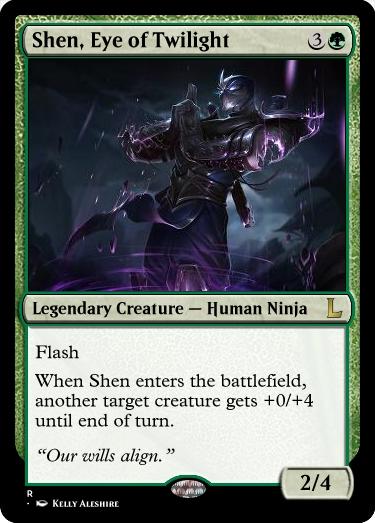 Shen, Eye of Twilight 3
Legendary Creature — Human Ninja L
Flash
When Shen enters the battlefield,
another target creature gets +0/+4
until end of turn.
“Our wills align.”
2/4
R
· Kelly Aleshire